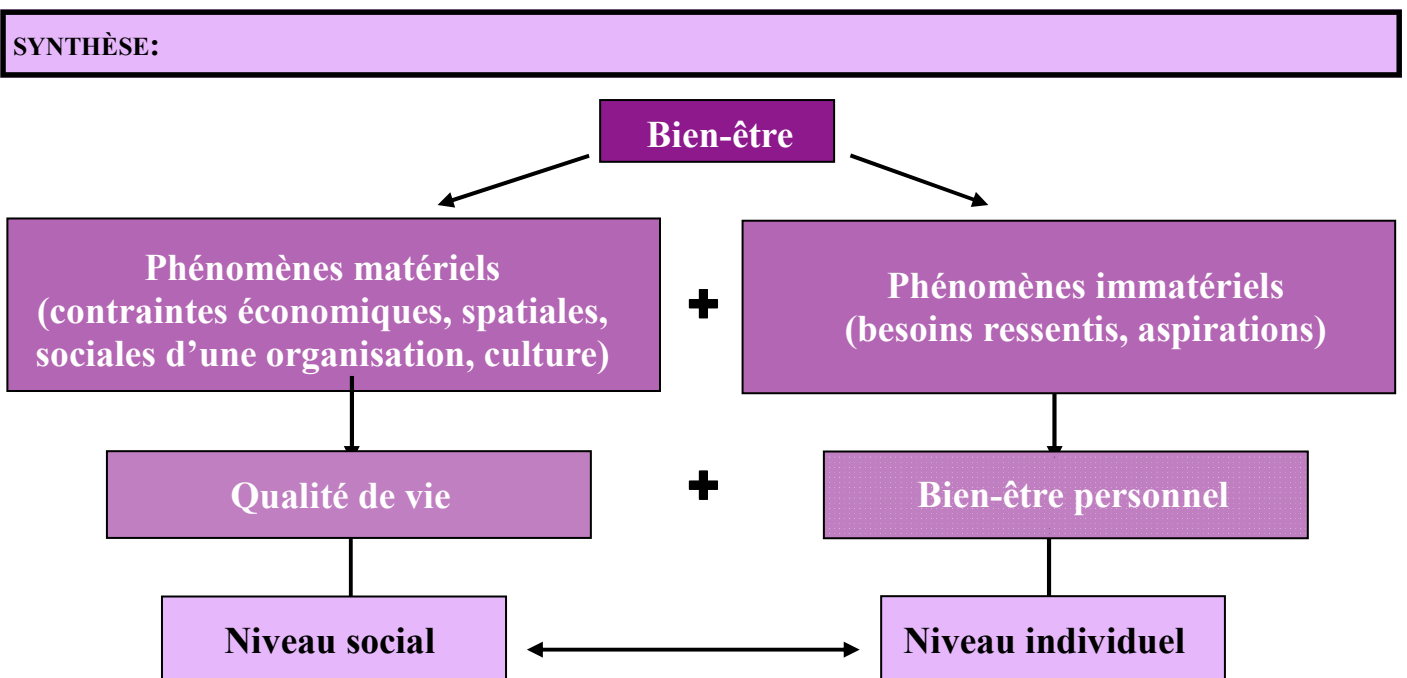 SYNTHÈSE:
Bien-être
Phénomènes matériels
(contraintes économiques, spatiales,
sociales d’une organisation, culture)
Phénomènes immatériels
(besoins ressentis, aspirations)
Qualité de vie
Bien-être personnel
Niveau social
Niveau individuel